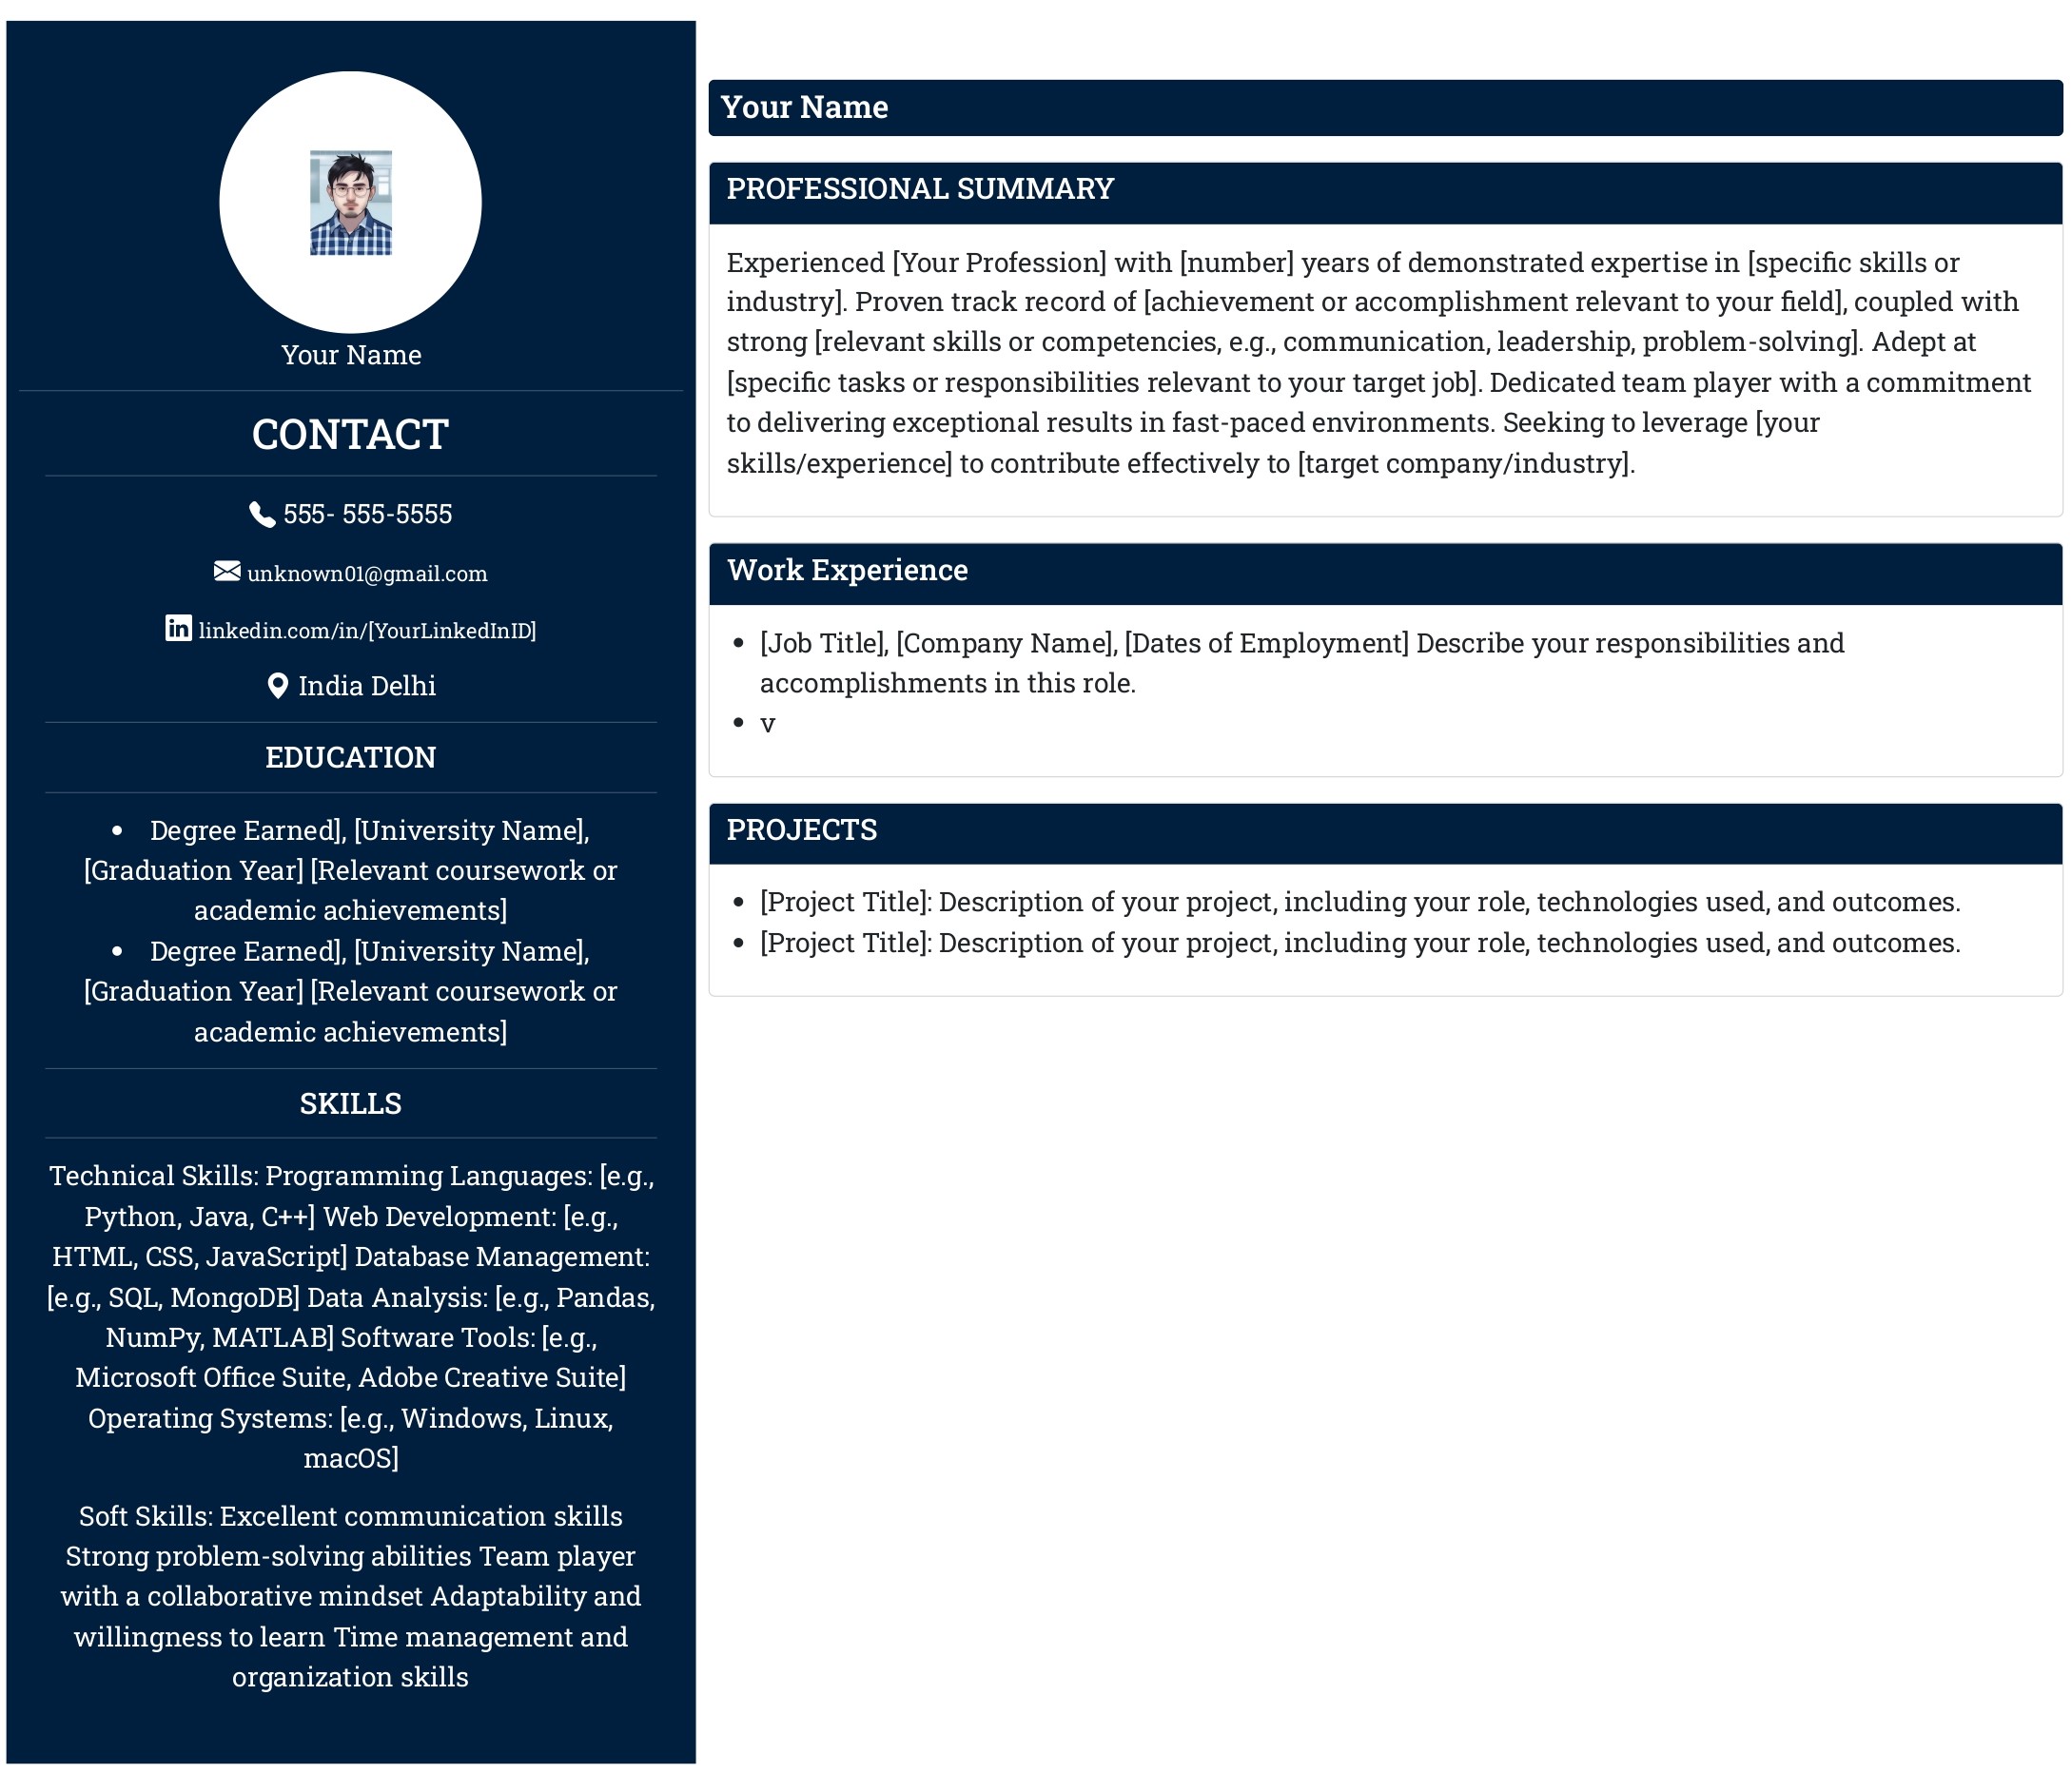 Your Name
CONTACT
555- 555-5555
unknown01@gmail.com
linkedin.com/in/[YourLinkedInID]
India Delhi
EDUCATION
• Degree Earned], [University Name],
[Graduation Year] [Relevant coursework or
academic achievements]
• Degree Earned], [University Name],
[Graduation Year] [Relevant coursework or
academic achievements]
SKILLS
Technical Skills: Programming Languages: [e.g.,
Python, Java, C++] Web Development: [e.g.,
HTML, CSS, JavaScript] Database Management:
[e.g., SQL, MongoDB] Data Analysis: [e.g., Pandas,
NumPy, MATLAB] Software Tools: [e.g.,
Microsoft Office Suite, Adobe Creative Suite]
Operating Systems: [e.g., Windows, Linux,
macOS]
Soft Skills: Excellent communication skills
Strong problem-solving abilities Team player
with a collaborative mindset Adaptability and
willingness to learn Time management and
organization skills
Your Name
PROFESSIONAL SUMMARY
Experienced [Your Profession] with [number] years of demonstrated expertise in [specific skills or
industry]. Proven track record of [achievement or accomplishment relevant to your field], coupled with
strong [relevant skills or competencies, e.g., communication, leadership, problem-solving]. Adept at
[specific tasks or responsibilities relevant to your target job]. Dedicated team player with a commitment
to delivering exceptional results in fast-paced environments. Seeking to leverage [your
skills/experience] to contribute effectively to [target company/industry].
Work Experience
• [Job Title], [Company Name], [Dates of Employment] Describe your responsibilities and
accomplishments in this role.
• v
PROJECTS
• [Project Title]: Description of your project, including your role, technologies used, and outcomes.
• [Project Title]: Description of your project, including your role, technologies used, and outcomes.